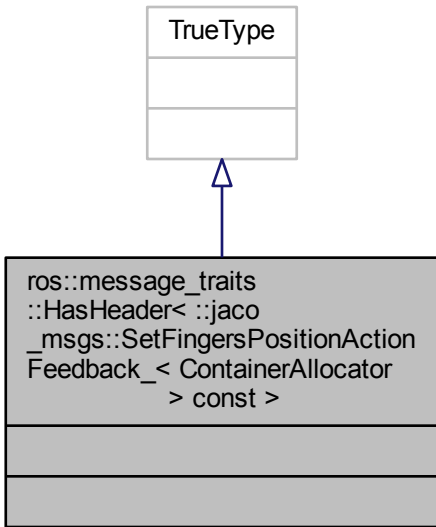 TrueType
ros::message_traits
::HasHeader< ::jaco
_msgs::SetFingersPositionAction
Feedback_< ContainerAllocator
> const >